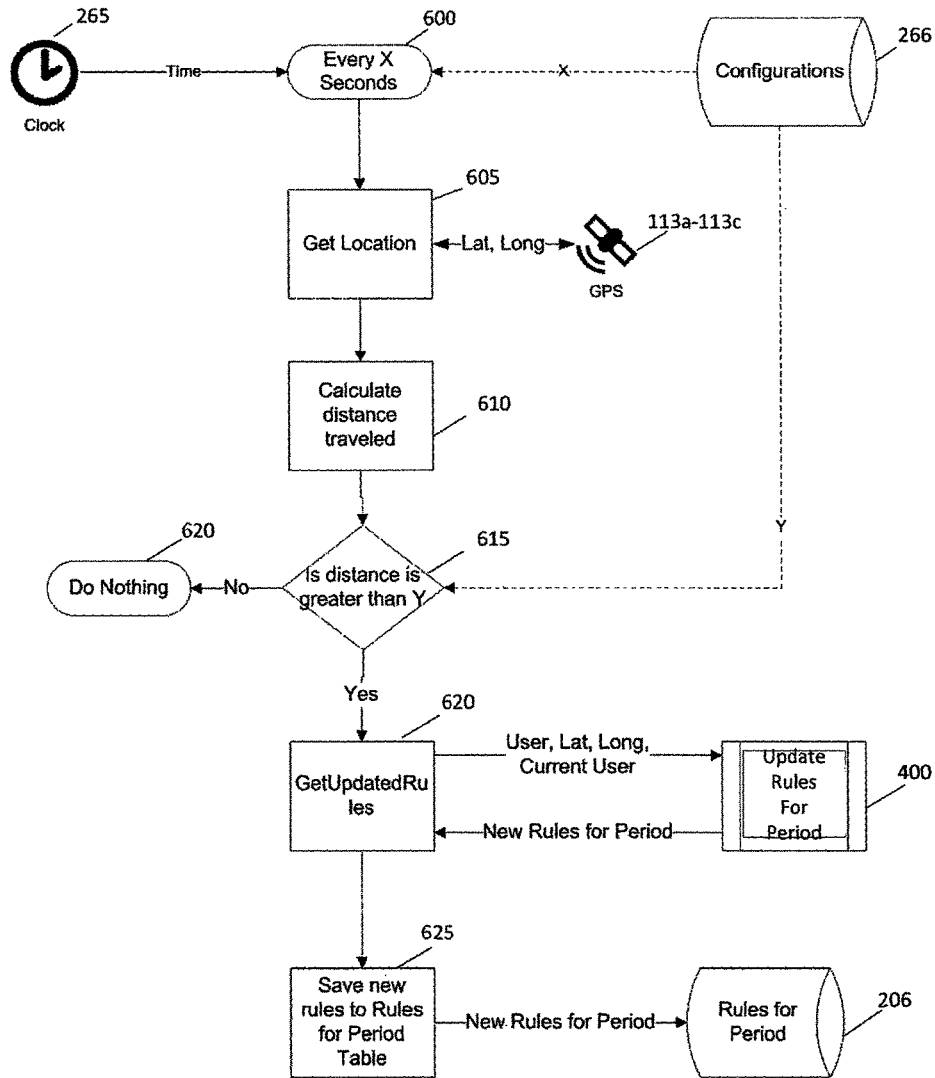 265
600
266
Every X
Seconds
Time
X
Configurations
Clock
605
Get Location
Lat, Long
113a-113c
GPS
Calculate
distance
traveled
610
Y
620
615
Do Nothing
No
Is distance is
greater than Y
Yes
620
GetUpdatedRu
les
User, Lat, Long,
Current User
New Rules for Period
Update
Rules
For
Period
400
625
Save new
rules to Rules
for Period
Table
New Rules for Period
Rules for
Period
206